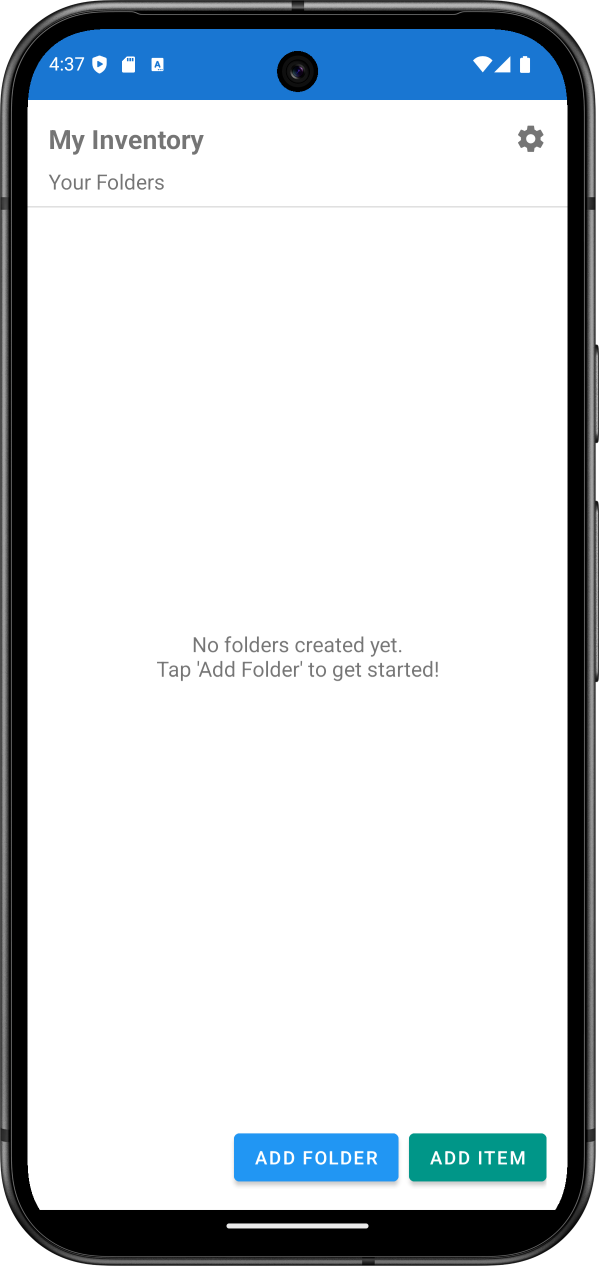 4:37
My Inventory
Your Folders
No folders created yet.
Tap 'Add Folder' to get started!
ADD FOLDER
ADD ITEM